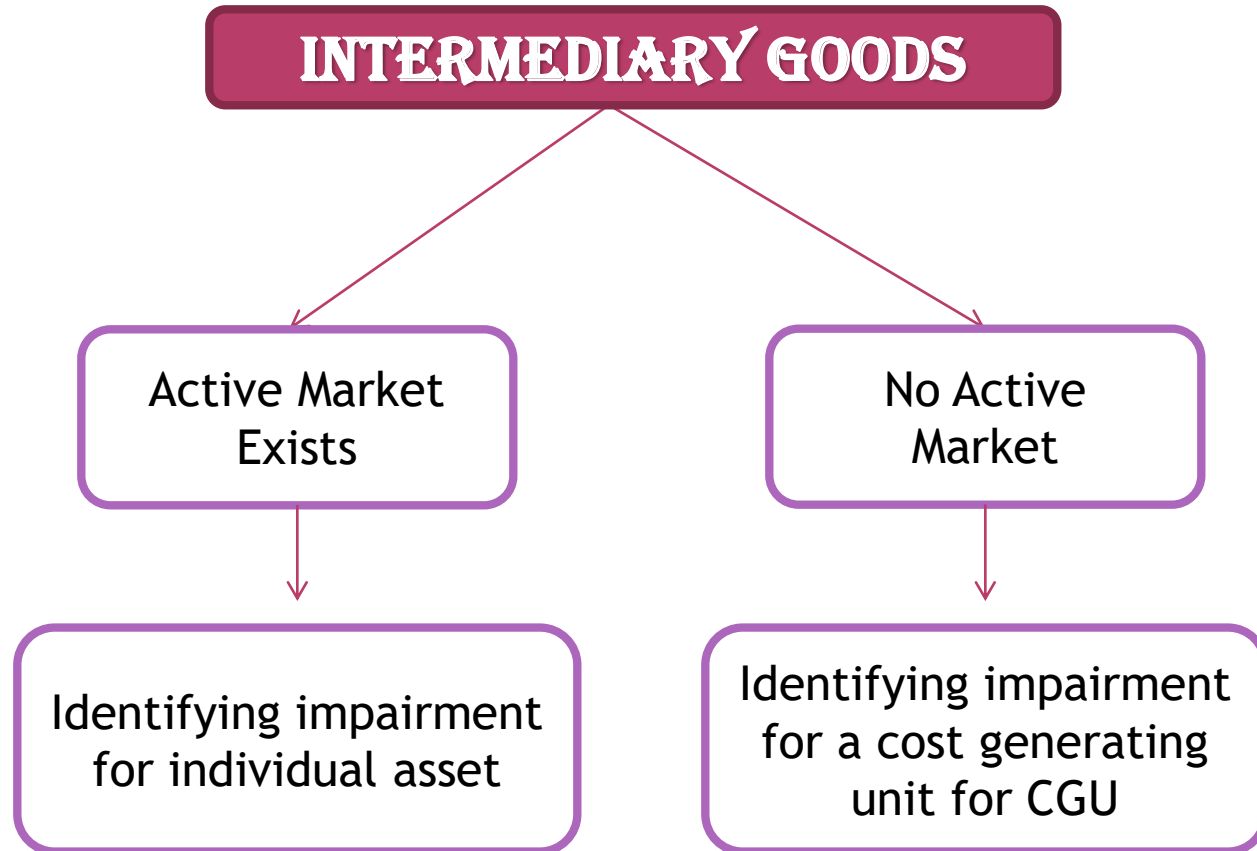 INTERMEDIARY GOODS
Active Market
Exists
No Active
Market
Identifying impairment
for individual asset
Identifying impairment
for a cost generating
unit for CGU